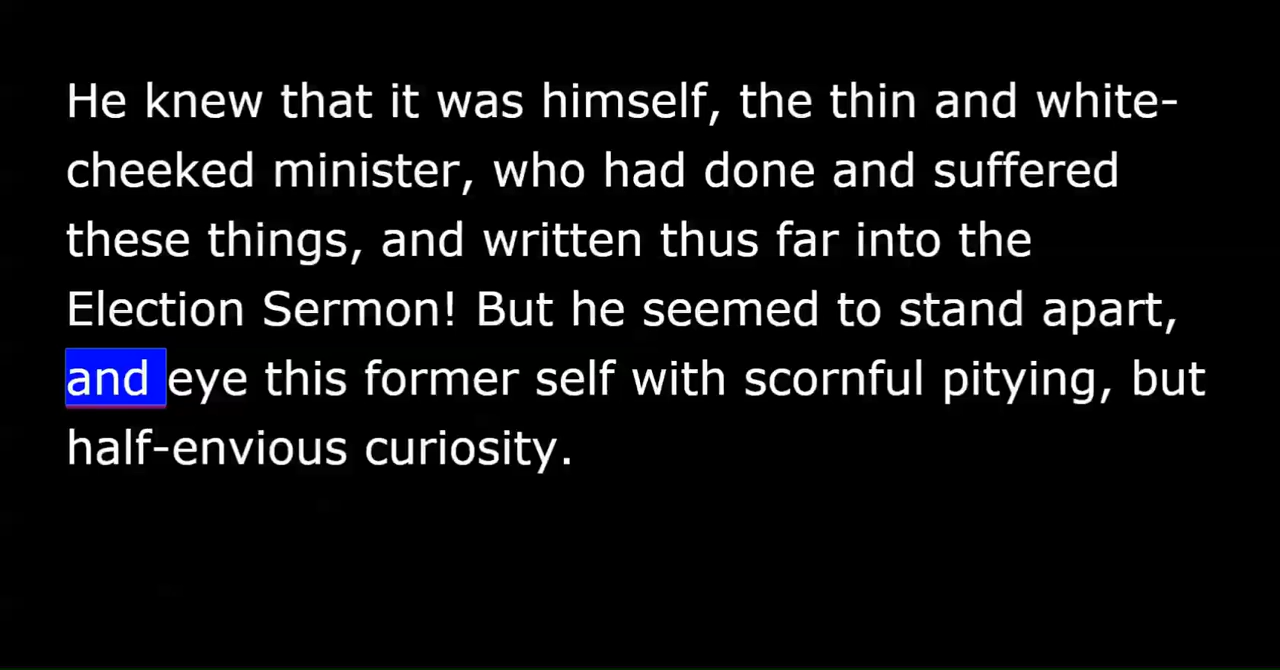 He knew that it was himself, the thin and white-
cheeked minister, who had done and suffered
these things, and written thus far into the
Election Sermon! But he seemed to stand apart,
and eye this former self with scornful pitying, but
half-envious curiosity.